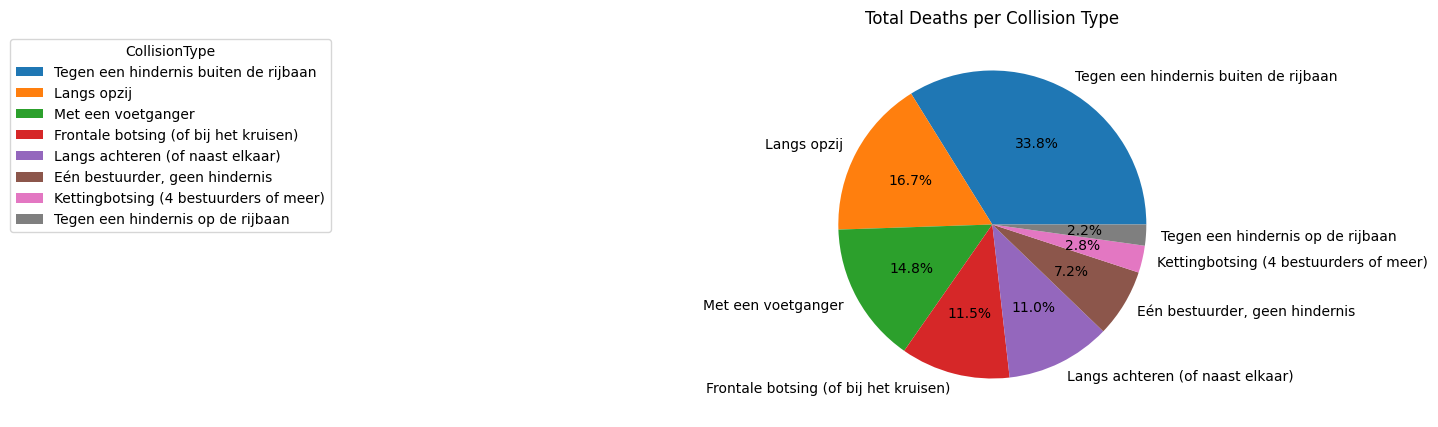 Total Deaths per Collision Type
CollisionType
Tegen een hindernis buiten de rijbaan
Langs opzij
Met een voetganger
Frontale botsing (of bij het kruisen)
Langs achteren (of naast elkaar)
Eén bestuurder, geen hindernis
Kettingbotsing (4 bestuurders of meer)
Tegen een hindernis op de rijbaan
Tegen een hindernis buiten de rijbaan
33.8%
Langs opzij
16.7%
Met een voetganger
14.8%
Frontale botsing (of bij het kruisen)
11.5%
Langs achteren (of naast elkaar)
11.0%
Eén bestuurder, geen hindernis
7.2%
Kettingbotsing (4 bestuurders of meer)
2.8%
Tegen een hindernis op de rijbaan
2.2%